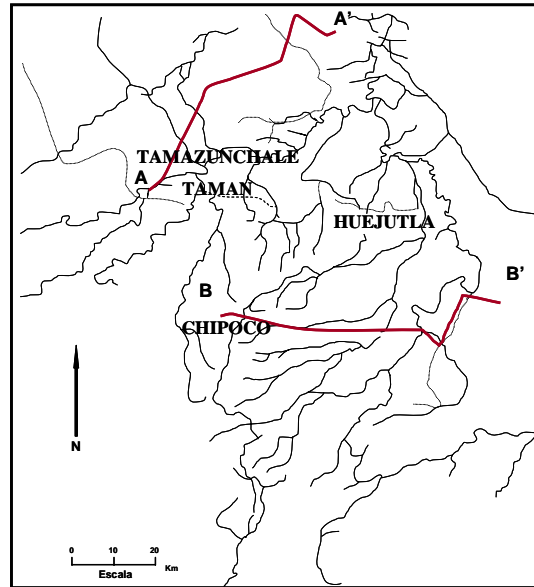 A'
TAMAZUNCHALE
A
TAMAN
HUEJUTLA
B'
B
CHIPOCO
N
0 10 20
Km
Escala